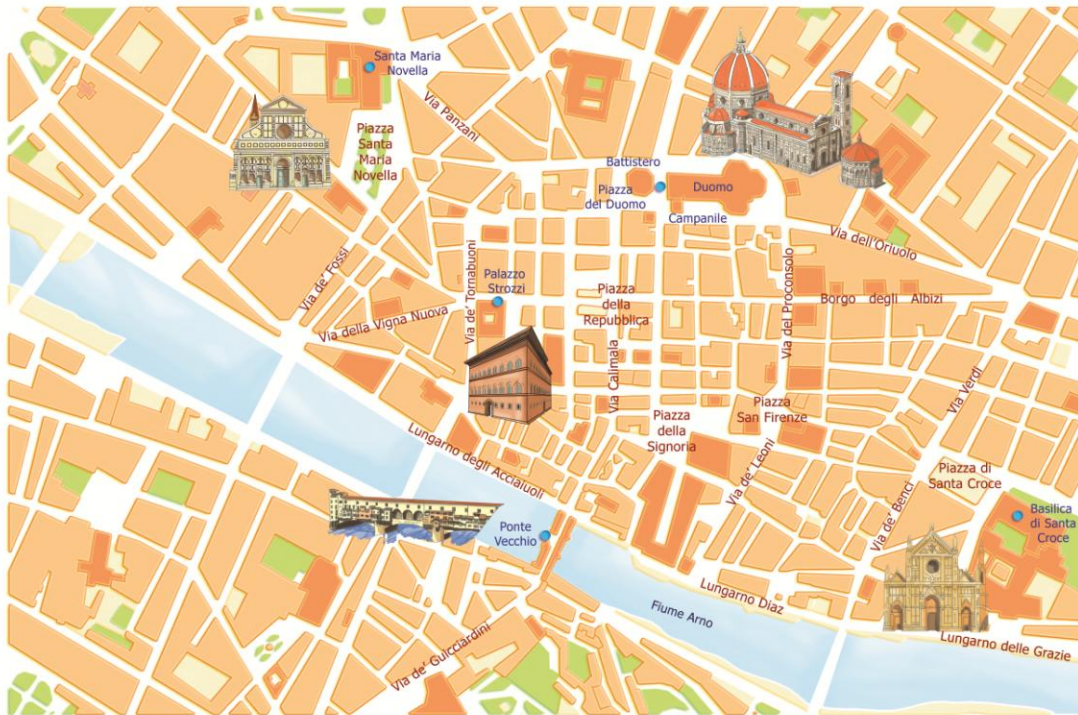 Santa Maria
Novella
Via Panzani
Piazza
Santa
Maria
Novella
Battistero
Duomo
Piazza
del Duomo
Campanile
Via dell'Oriuolo
Via de' Fossi
Via de' Tornabuoni
Palazzo
Strozzi
Piazza
della
Repubblica
Via del Proconsolo
Borgo degli Albizi
Via della Vigna Nuova
Via Calimala
Via Verdi
Piazza
San Firenze
Piazza
della
Signoria
Lungarno degli Acciaiuoli
Via de' Leoni
Piazza di
Santa Croce
Via de' Benci
Basilica
di Santa
Croce
Ponte
Vecchio
Lungarno Diaz
Fiume Arno
Lungarno delle Grazie
Via de' Guicciardini